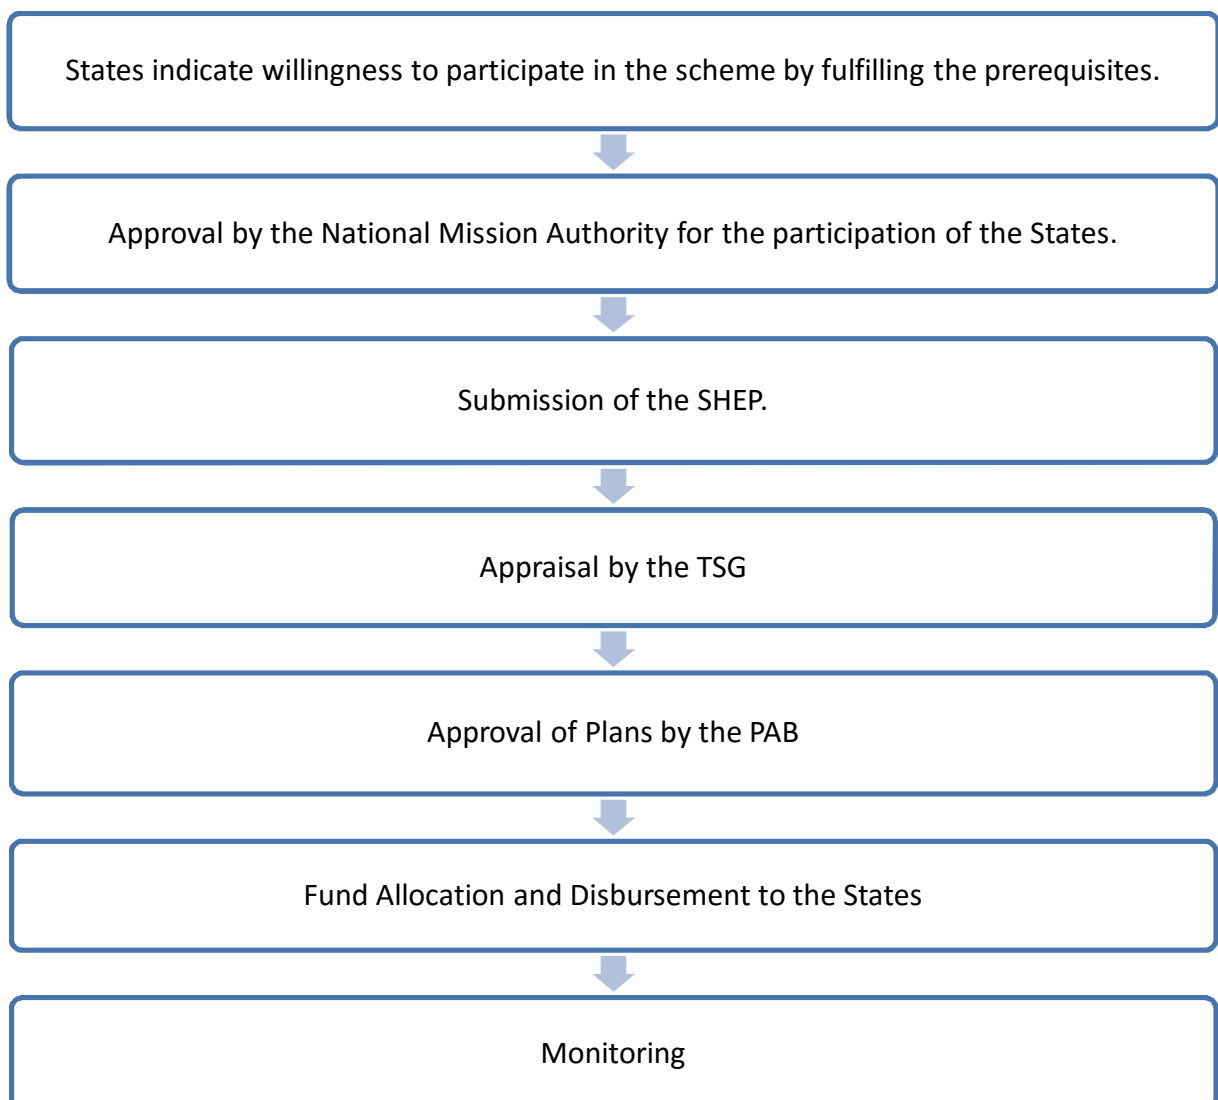 States indicate willingness to participate in the scheme by fulfilling the prerequisites.
Approval by the National Mission Authority for the participation of the States.
Submission of the SHEP.
Appraisal by the TSG
Approval of Plans by the PAB
Fund Allocation and Disbursement to the States
Monitoring